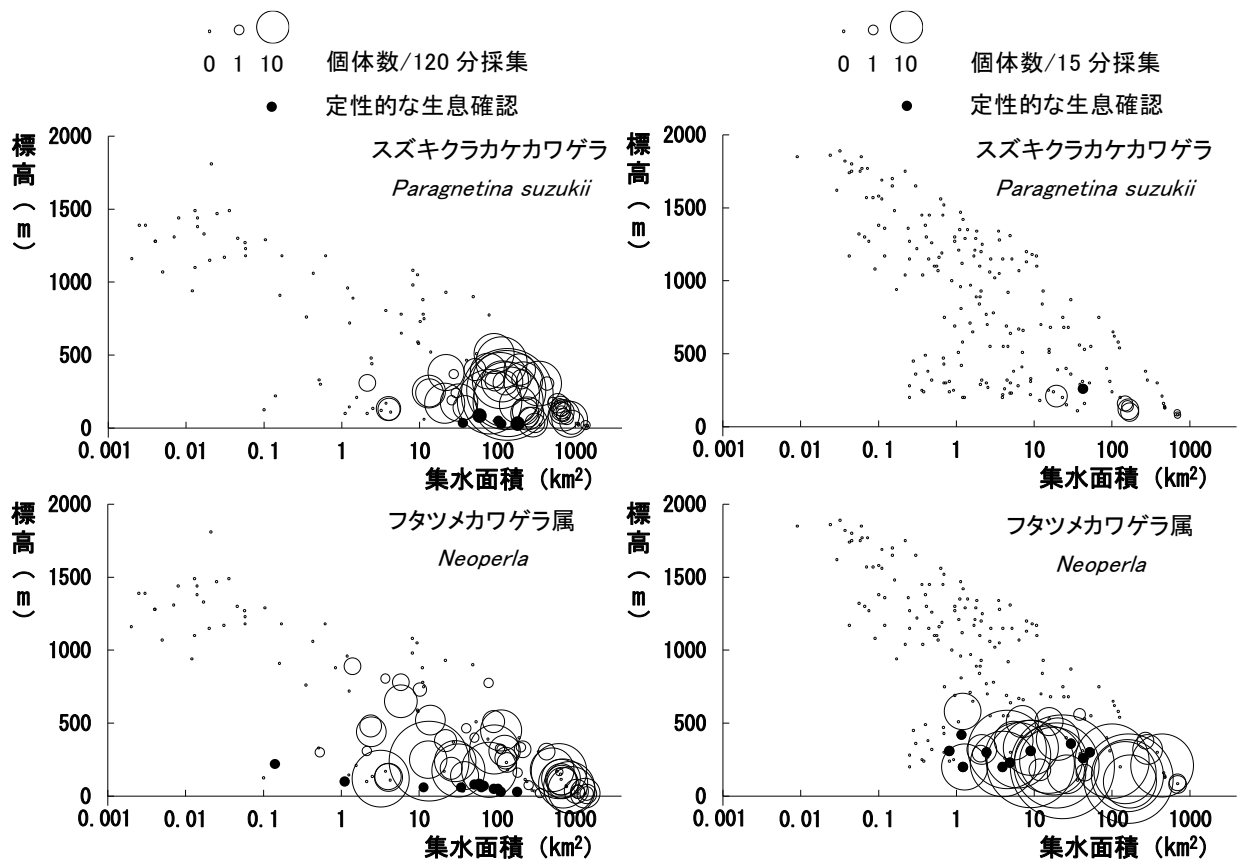 0 1 10 個体数/120 分採集
定性的な生息確認
スズキクラカケカワゲラ
Paragnetina suzukii
標高(m)
2000
1500
1000
500
0
0.001 0.01 0.1 1 10 100 1000
集水面積 (km²)
0 1 10 個体数/15 分採集
定性的な生息確認
スズキクラカケカワゲラ
Paragnetina suzukii
標高(m)
2000
1500
1000
500
0
0.001 0.01 0.1 1 10 100 1000
集水面積 (km²)
フタツメカワゲラ属
Neoperla
標高(m)
2000
1500
1000
500
0
0.001 0.01 0.1 1 10 100 1000
集水面積 (km²)
フタツメカワゲラ属
Neoperla
標高(m)
2000
1500
1000
500
0
0.001 0.01 0.1 1 10 100 1000
集水面積 (km²)